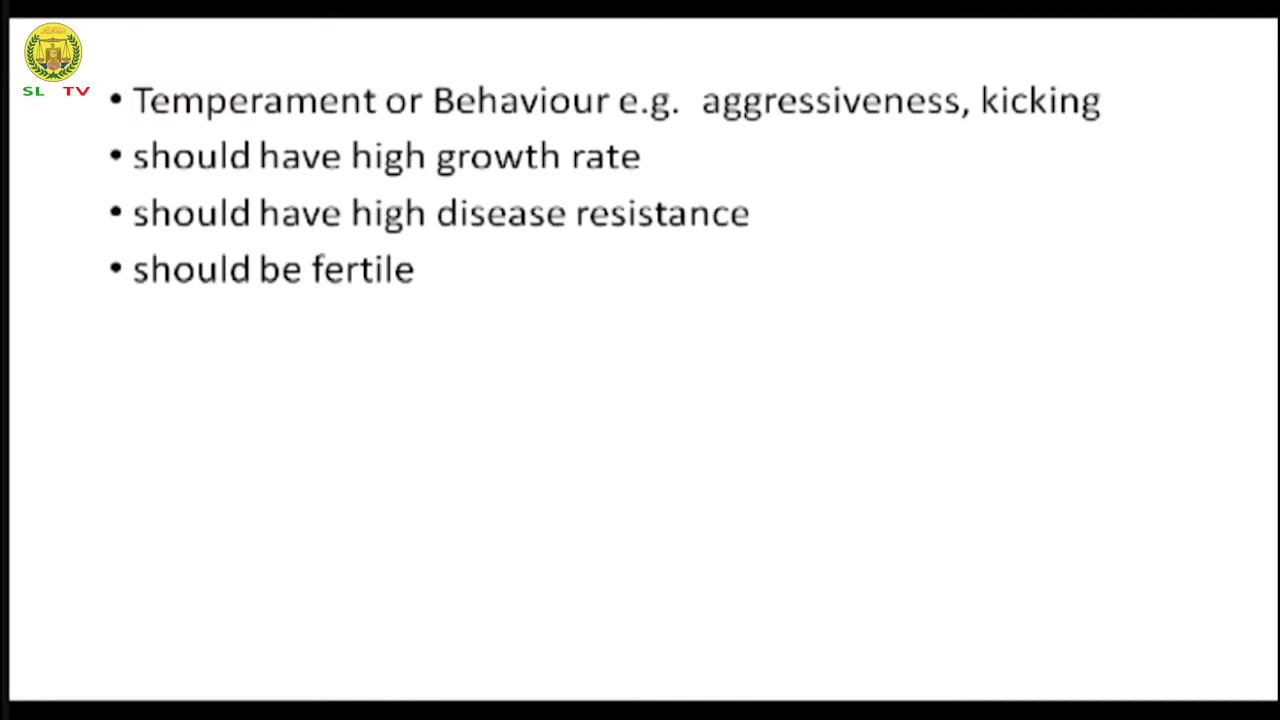 SL TV
• Temperament or Behaviour e.g. aggressiveness, kicking
• should have high growth rate
• should have high disease resistance
• should be fertile